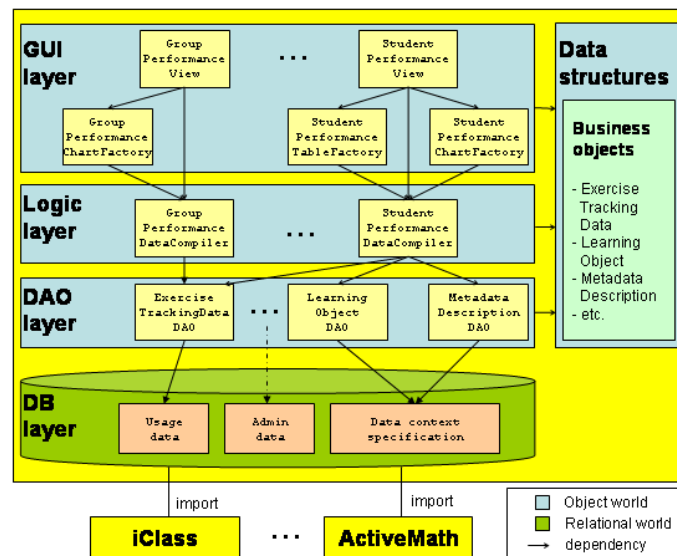 GUI
layer
Group
Performance
View
...
Student
Performance
View
Group
Performance
ChartFactory
Student
Performance
TableFactory
Student
Performance
ChartFactory
Data
structures
Business
objects
- Exercise
Tracking
Data
- Learning
Object
- Metadata
Description
- etc.
Logic
layer
Group
Performance
DataCompiler
...
Student
Performance
DataCompiler
DAO
layer
Exercise
TrackingData
DAO
...
Learning
Object
DAO
Metadata
Description
DAO
DB
layer
Usage
data
Admin
data
Data context
specification
import
import
iClass
...
ActiveMath
Object world
Relational world
dependency